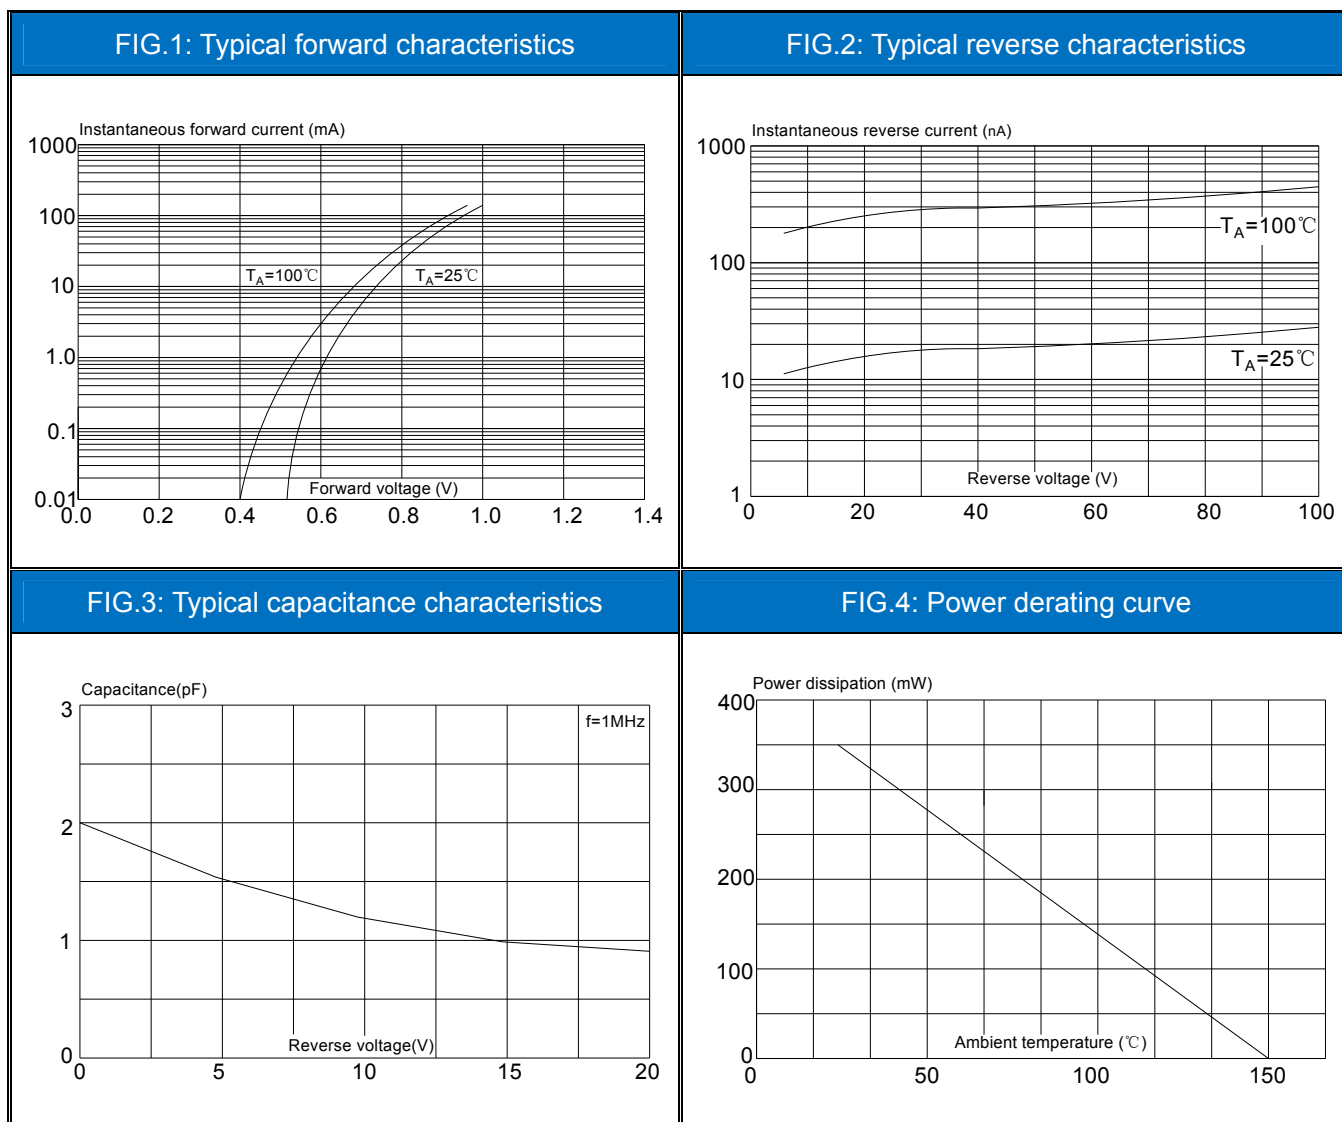 FIG.1: Typical forward characteristics
FIG.2: Typical reverse characteristics
Instantaneous forward current (mA)
1000
100
10
1.0
0.1
0.01
T_A=100℃
T_A=25℃
Forward voltage (V)
0.0 0.2 0.4 0.6 0.8 1.0 1.2 1.4
Instantaneous reverse current (nA)
1000
100
10
1
T_A=100℃
T_A=25℃
Reverse voltage (V)
0 20 40 60 80 100
FIG.3: Typical capacitance characteristics
FIG.4: Power derating curve
Capacitance(pF)
3
2
1
0
f=1MHz
Reverse voltage(V)
0 5 10 15 20
Power dissipation (mW)
400
300
200
100
0
Ambient temperature (℃)
0 50 100 150